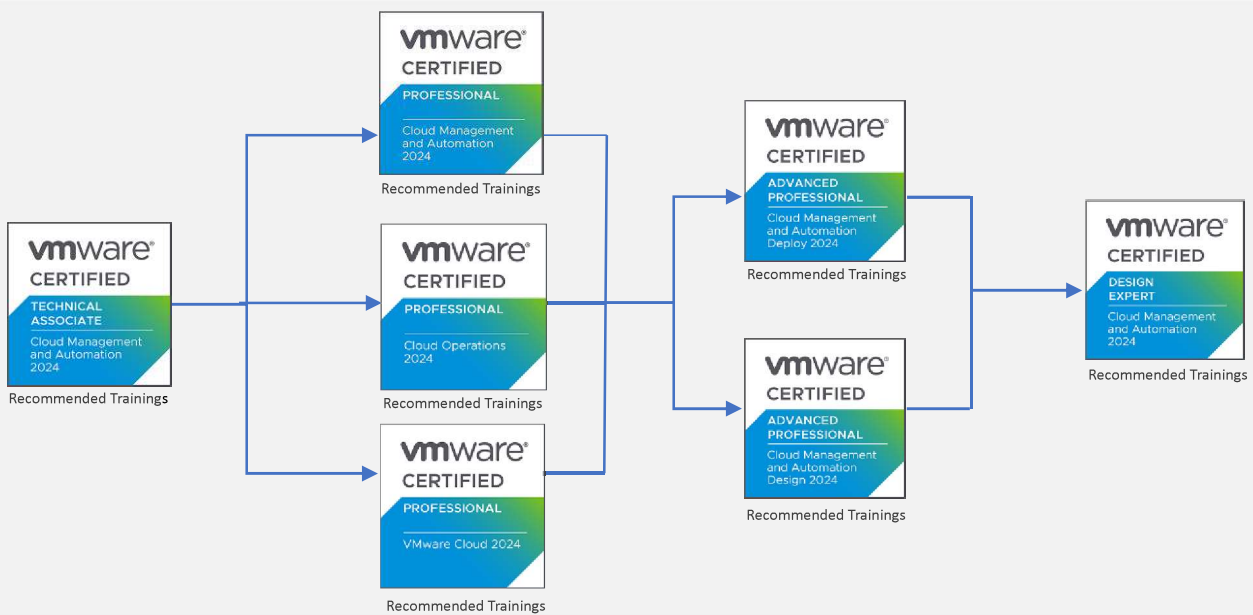 vmware®
CERTIFIED
TECHNICAL
ASSOCIATE
Cloud Management
and Automation
2024
Recommended Trainings
vmware®
CERTIFIED
PROFESSIONAL
Cloud Management
and Automation
2024
Recommended Trainings
vmware®
CERTIFIED
PROFESSIONAL
Cloud Operations
2024
Recommended Trainings
vmware®
CERTIFIED
PROFESSIONAL
VMware Cloud 2024
Recommended Trainings
vmware®
CERTIFIED
ADVANCED
PROFESSIONAL
Cloud Management
and Automation
Deploy 2024
Recommended Trainings
vmware®
CERTIFIED
ADVANCED
PROFESSIONAL
Cloud Management
and Automation
Design 2024
Recommended Trainings
vmware®
CERTIFIED
DESIGN
EXPERT
Cloud Management
and Automation
2024
Recommended Trainings